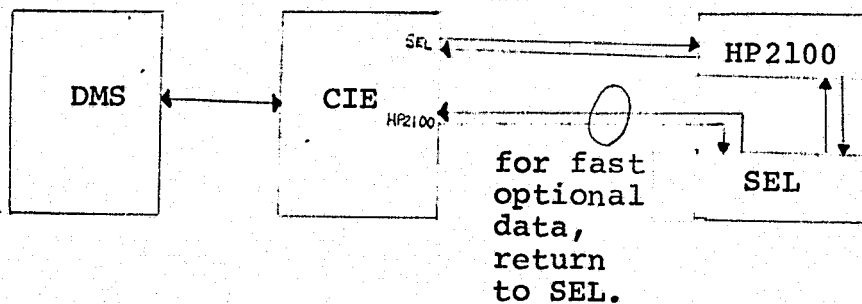 SEL
HP2100
DMS
CIE
HP2100
for fast
optional
data,
return
to SEL.
SEL